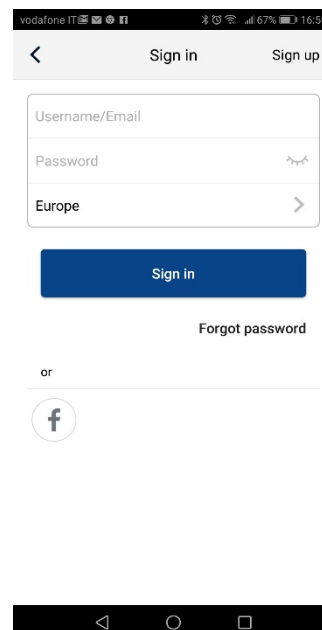 vodafone IT 67% 16:5
Sign in Sign up
Username/Email
Password
Europe
Sign in
Forgot password
or